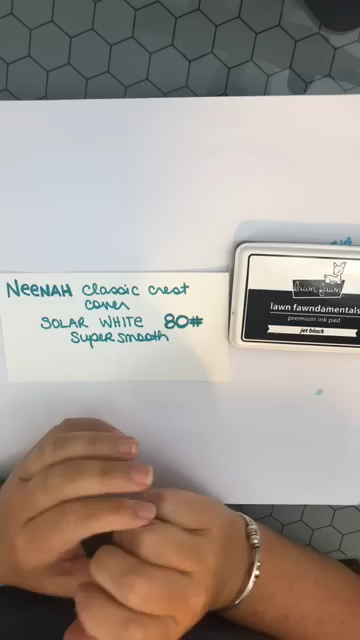 NEENAH classic crest
cover
SOLAR WHITE 80#
Super smooth
lawn fawn
lawn fawndamentals
premium ink pad
jet black